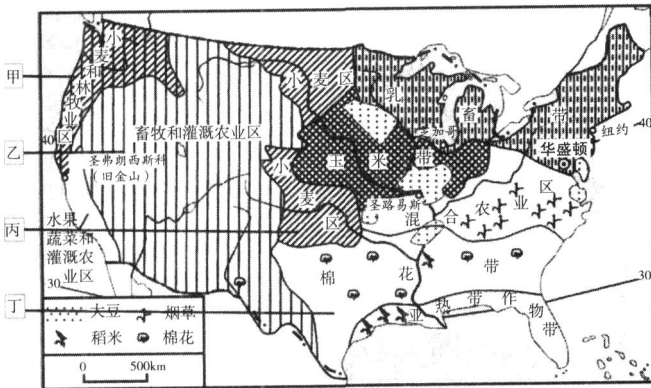 甲
乙
丙
丁
小麦和林牧业区
小麦区
乳畜带
畜牧和灌溉农业区
玉米带
芝加哥
纽约
华盛顿
40
40
圣弗朗西斯科
(旧金山)
小麦区
圣路易斯
混合农业区
水果
蔬菜和
灌溉农
业区
棉花带
亚热带作物带
30
30
大豆
烟草
稻米
棉花
0 500km